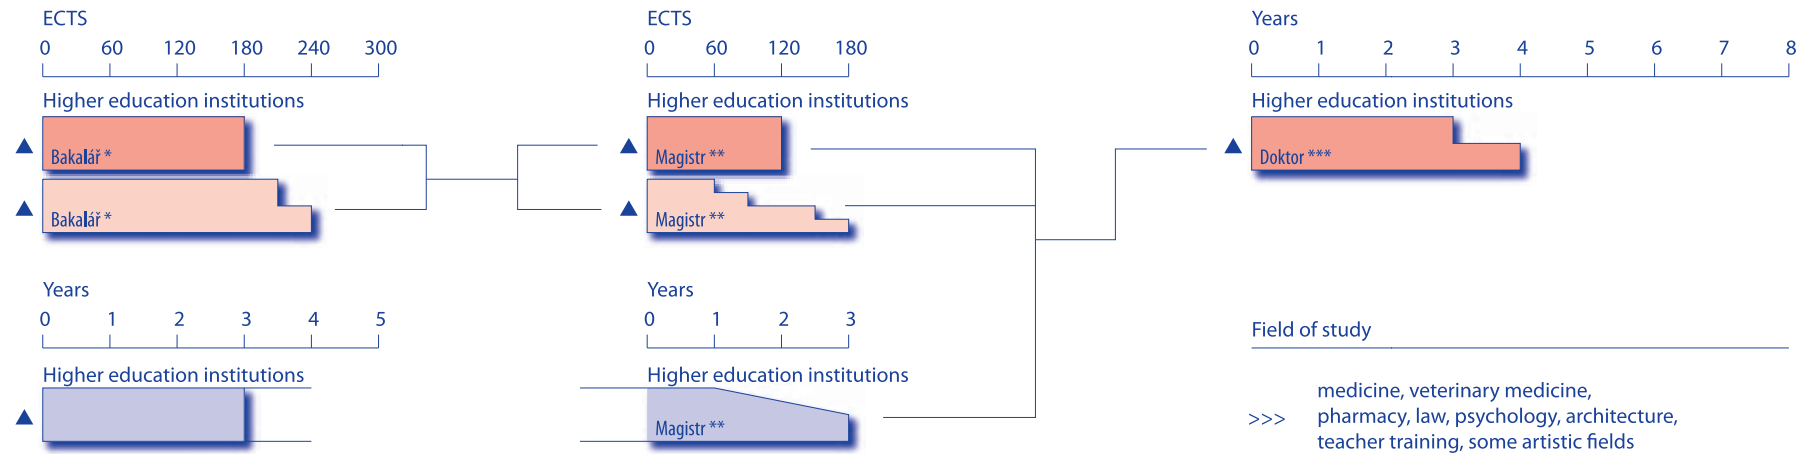 ECTS
0 60 120 180 240 300
Higher education institutions
Bakalář *
Bakalář *
Years
0 1 2 3 4 5
Higher education institutions
ECTS
0 60 120 180
Higher education institutions
Magistr **
Magistr **
Years
0 1 2 3
Higher education institutions
Magistr **
Years
0 1 2 3 4 5 6 7 8
Higher education institutions
Doktor ***
Field of study
>>>
medicine, veterinary medicine,
pharmacy, law, psychology, architecture,
teacher training, some artistic fields